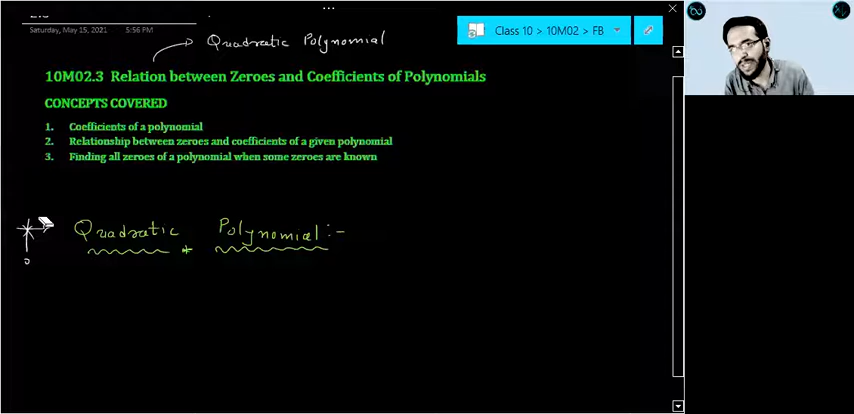 Saturday, May 15, 2021 5:56 PM
Class 10 > 10M02 > FB
Quadratic Polynomial
10M02.3 Relation between Zeroes and Coefficients of Polynomials
CONCEPTS COVERED
1. Coefficients of a polynomial
2. Relationship between zeroes and coefficients of a given polynomial
3. Finding all zeroes of a polynomial when some zeroes are known
Quadratic Polynomial :-